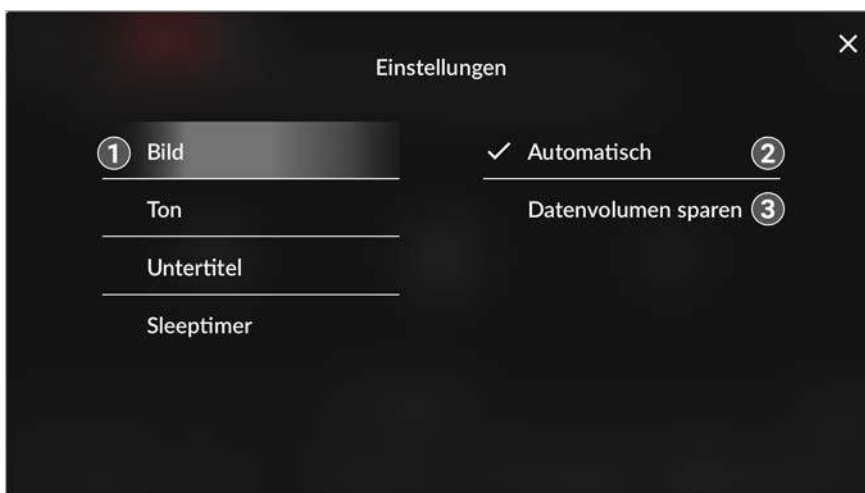 Einstellungen
1 Bild
Ton
Untertitel
Sleeptimer
Automatisch 2
Datenvolumen sparen 3